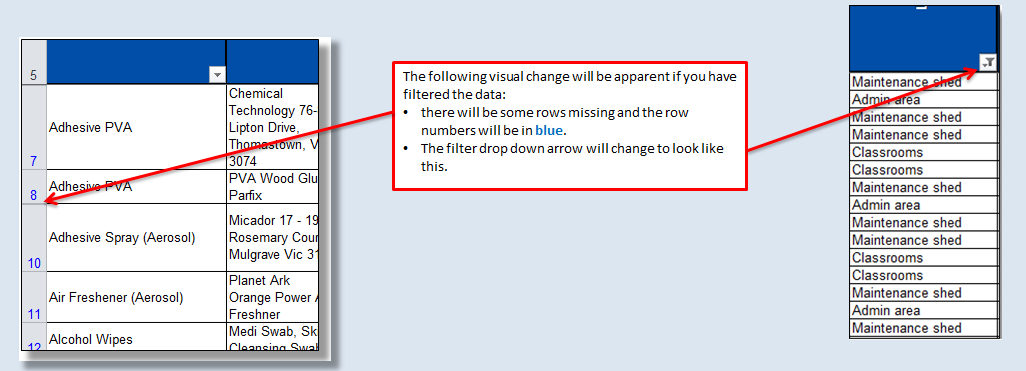 5
Adhesive PVA
7
Chemical
Technology 76-
Lipton Drive,
Thomastown, V
3074
Adhesive PVA
8
PVA Wood Glu
Parfix
Adhesive Spray (Aerosol)
10
Micador 17 - 19
Rosemary Cour
Mulgrave Vic 31
Air Freshener (Aerosol)
11
Planet Ark
Orange Power A
Freshner
Alcohol Wipes
12
Medi Swab, Sk
Cleansing Swab
The following visual change will be apparent if you have
filtered the data:
• there will be some rows missing and the row
numbers will be in blue.
• The filter drop down arrow will change to look like
this.
Maintenance shed
Admin area
Maintenance shed
Maintenance shed
Classrooms
Classrooms
Maintenance shed
Admin area
Maintenance shed
Maintenance shed
Classrooms
Classrooms
Maintenance shed
Admin area
Maintenance shed